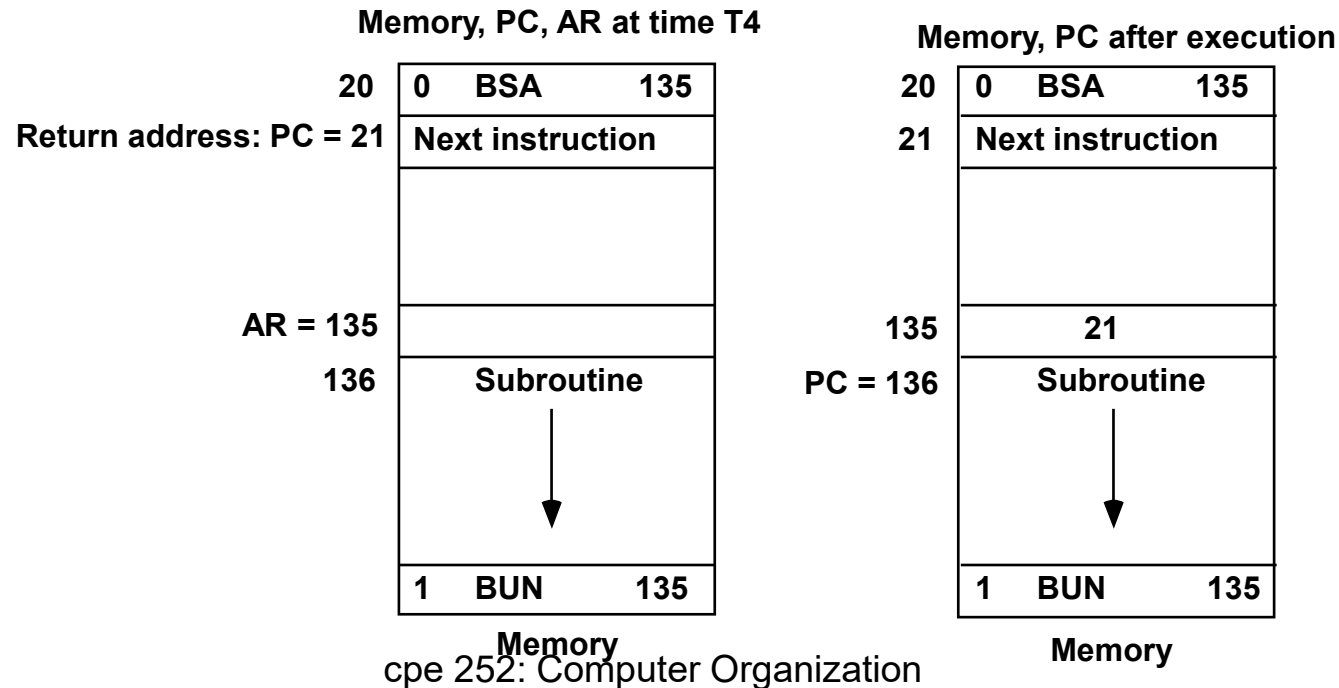 Memory, PC, AR at time T4
20 0 BSA 135
Return address: PC = 21 Next instruction
AR = 135
136 Subroutine
1 BUN 135
Memory
Memory, PC after execution
20 0 BSA 135
21 Next instruction
135 21
PC = 136 Subroutine
1 BUN 135
Memory
cpe 252: Computer Organization